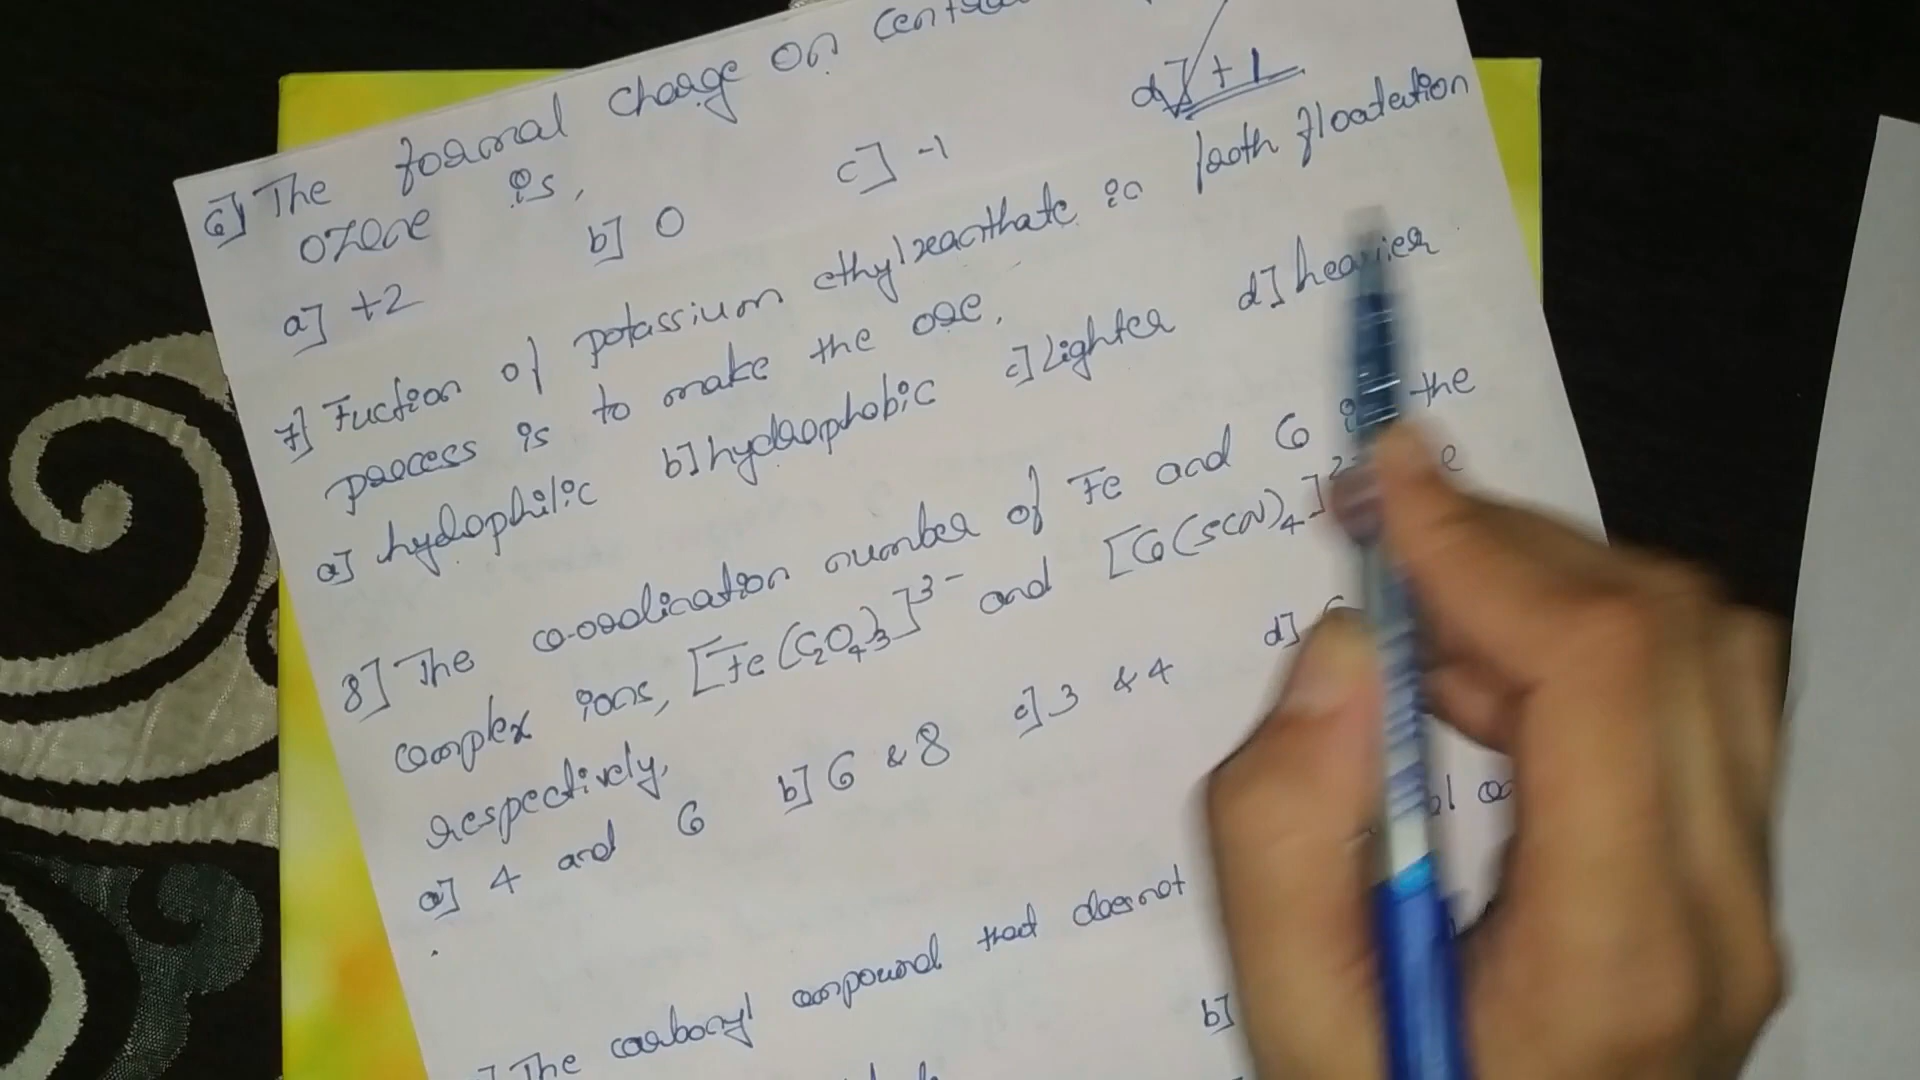 6] The formal charge on
ozone is,
a] +2 b] 0 c] -1 d] +1
7] Fuction of potassium ethylxanthate in froth floatation
process is to make the ore.
a] hydophilic b] hydrophobic c] lighter d] heavier
8] The co-ordination number of Fe and Co the
complex ions, [Fe(C2O4)3]3- and [Co(SCN)4]
respectively,
a] 4 and 6 b] 6 & 8 c] 3 & 4 d]
The carbonyl compound that doesnot
b]